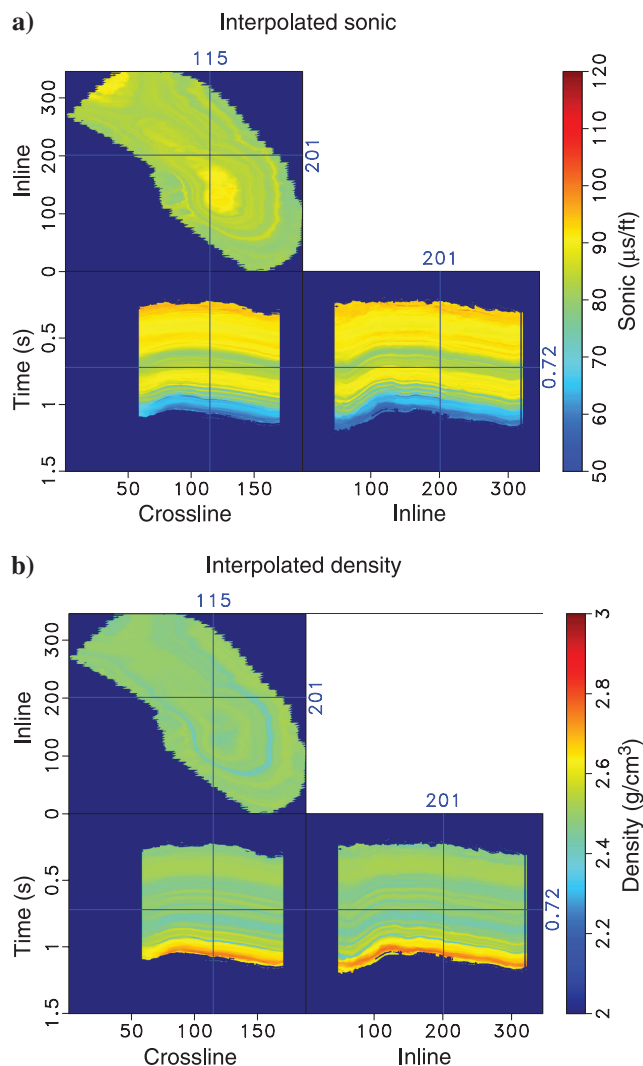 a) Interpolated sonic
115
300
200
100
0
Inline
201
201
0.5
1
1.5
Time (s)
0.72
50 100 150
Crossline
100 200 300
Inline
120
110
100
90
80
70
60
50
Sonic (µs/ft)
b) Interpolated density
115
300
200
100
0
Inline
201
201
0.5
1
1.5
Time (s)
0.72
50 100 150
Crossline
100 200 300
Inline
3
2.8
2.6
2.4
2.2
2
Density (g/cm³)